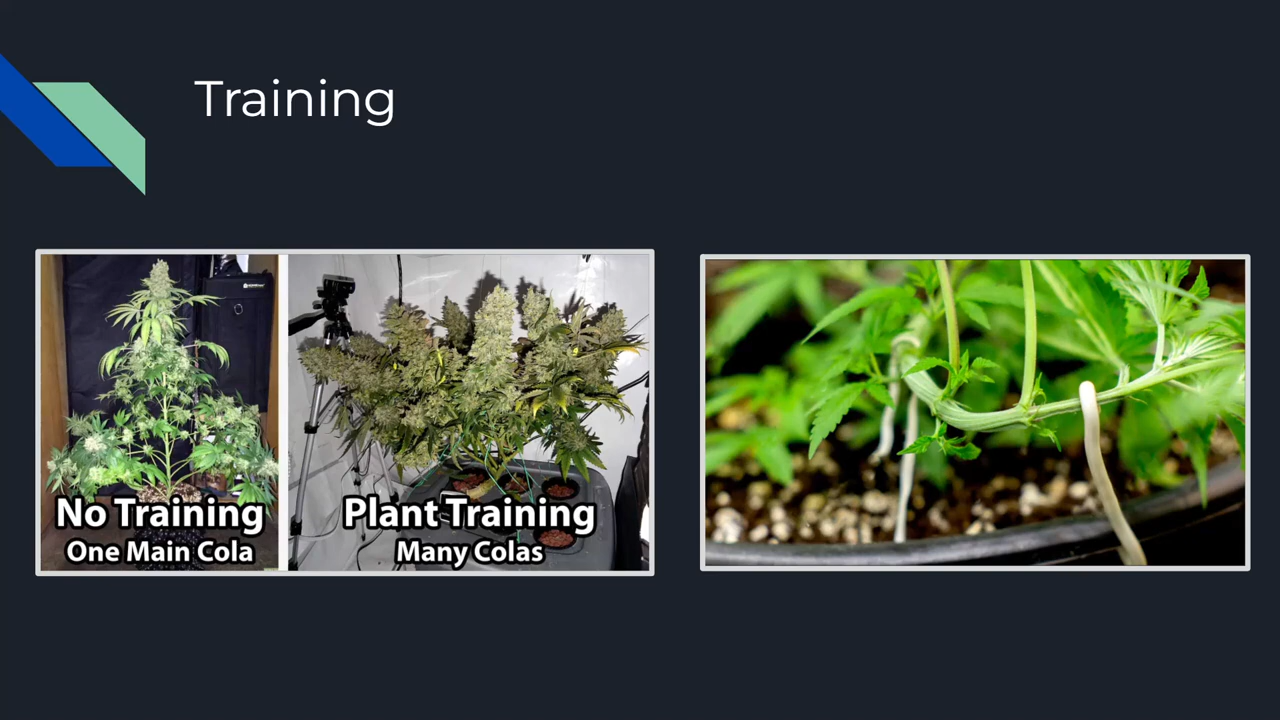 Training
No Training
One Main Cola
Plant Training
Many Colas